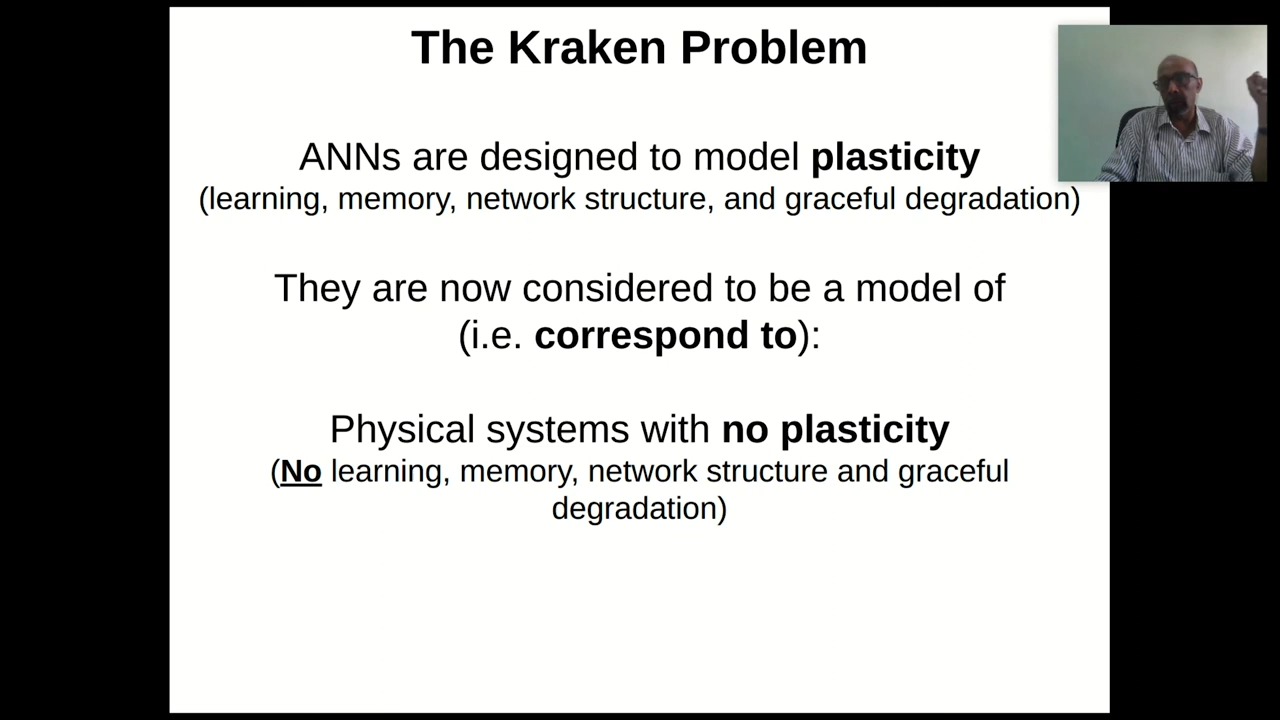 The Kraken Problem
ANNs are designed to model plasticity
(learning, memory, network structure, and graceful degradation)
They are now considered to be a model of
(i.e. correspond to):
Physical systems with no plasticity
(No learning, memory, network structure and graceful
degradation)